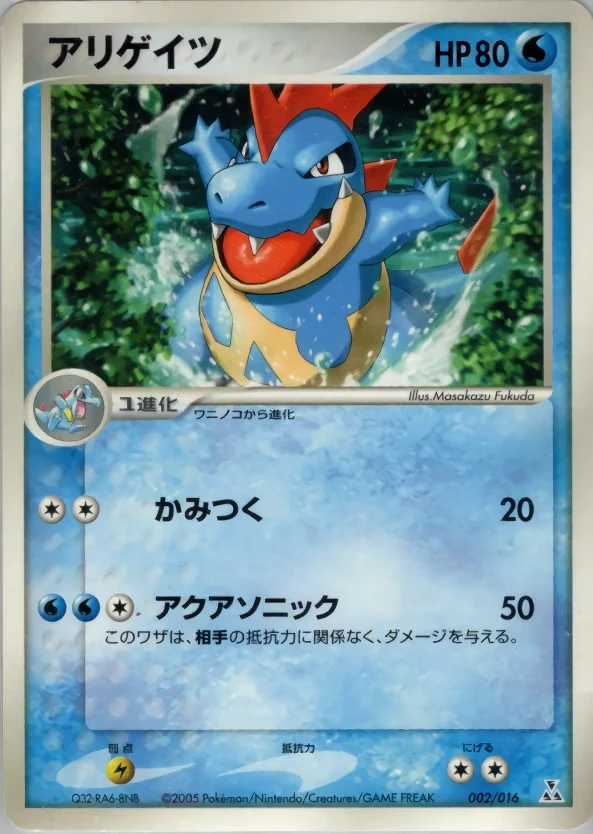 アリゲイツ HP80
Illus.Masakazu Fukuda
1進化 ワニノコから進化
かみつく 20
アクアソニック 50
このワザは、相手の抵抗力に関係なく、ダメージを与える。
弱点 抵抗力 にげる
Q32-RA6-8NB ©2005 Pokémon/Nintendo/Creatures/GAME FREAK 002/016